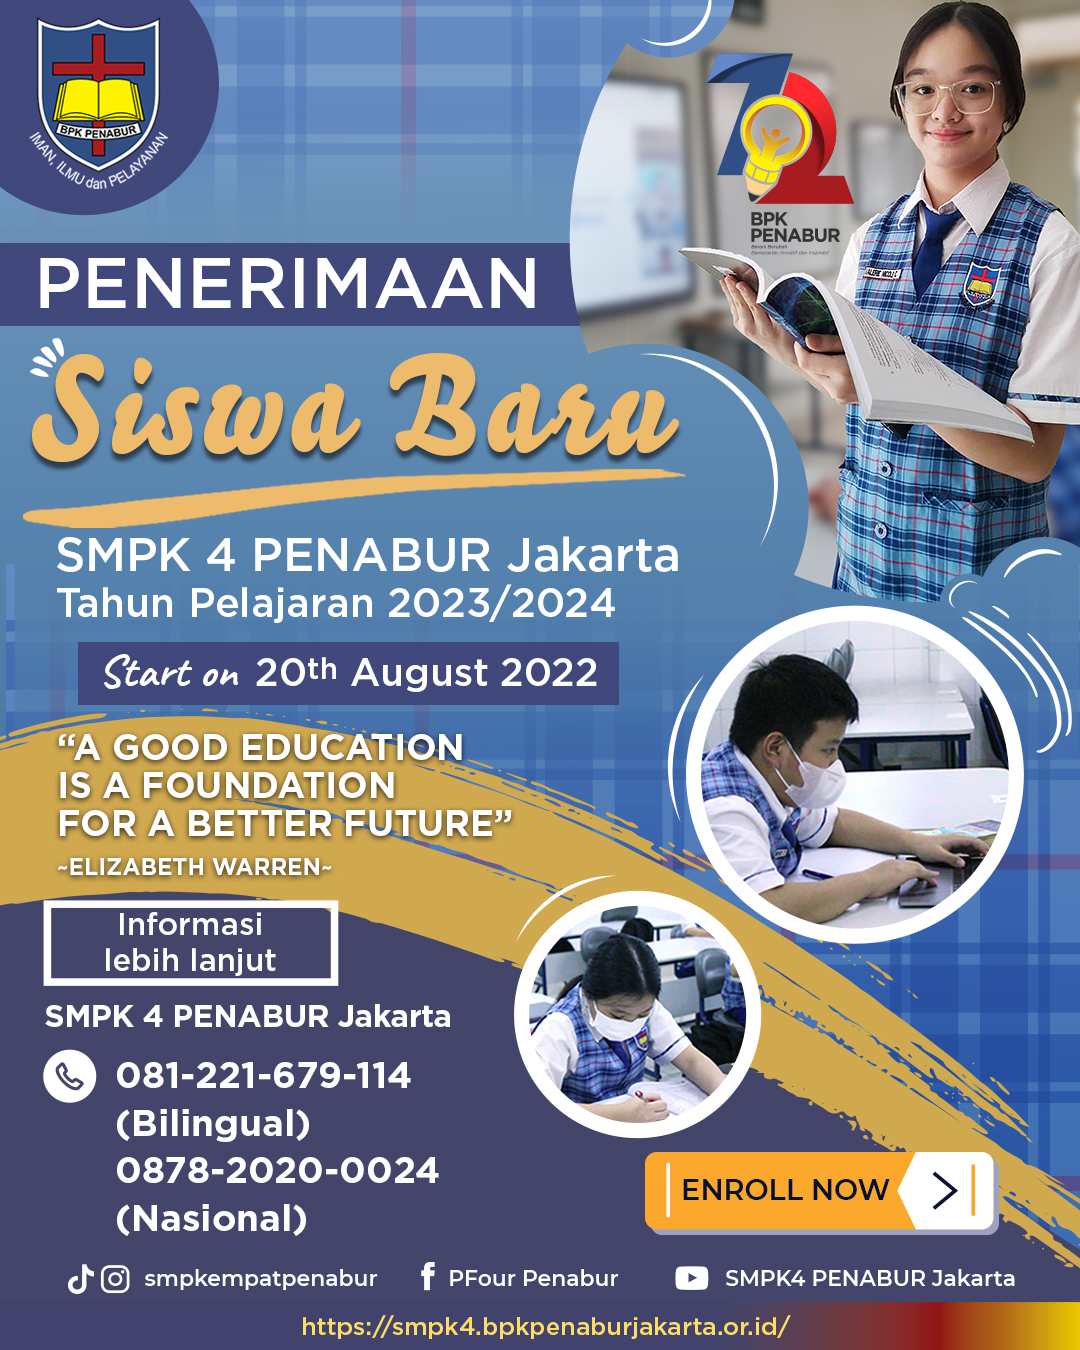 BPK PENABUR
IMAN, ILMU dan PELAYANAN
72
BPK
PENABUR
PENERIMAAN
Siswa Baru
SMPK 4 PENABUR Jakarta
Tahun Pelajaran 2023/2024
Start on 20th August 2022
“A GOOD EDUCATION
IS A FOUNDATION
FOR A BETTER FUTURE”
~ELIZABETH WARREN~
Informasi
lebih lanjut
SMPK 4 PENABUR Jakarta
081-221-679-114
(Bilingual)
0878-2020-0024
(Nasional)
ENROLL NOW
smpkempatpenabur
PFour Penabur
SMPK4 PENABUR Jakarta
https://smpk4.bpkpenaburjakarta.or.id/